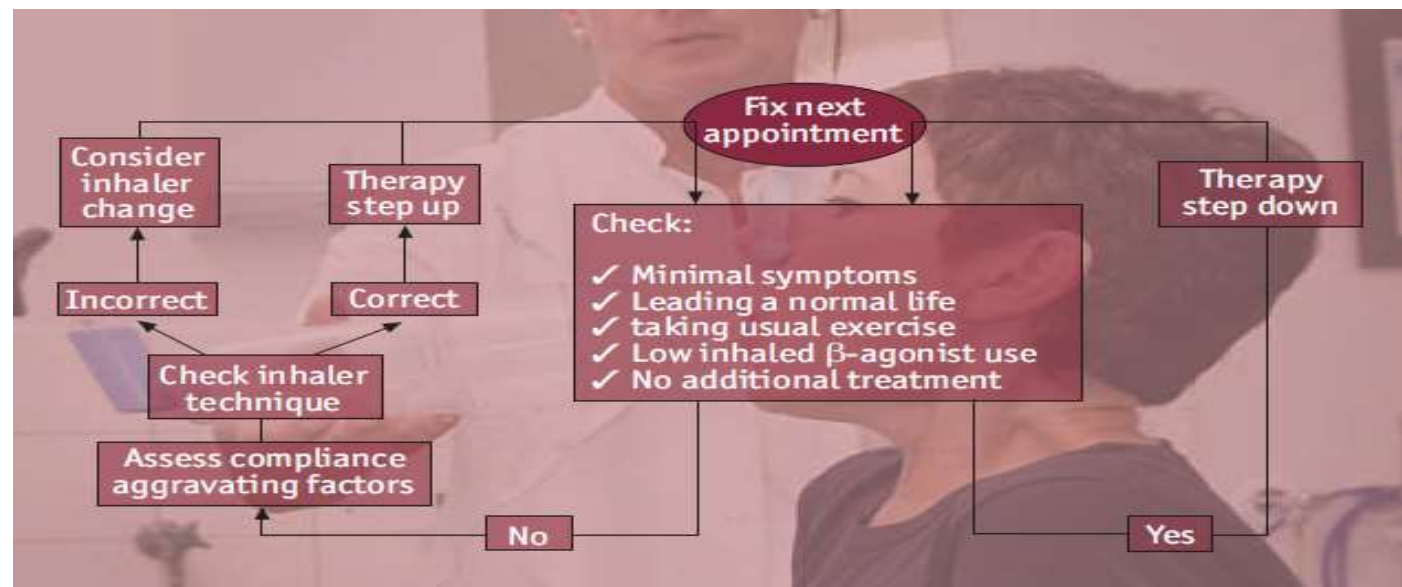 Fix next
appointment
Consider
inhaler
change
Therapy
step up
Therapy
step down
Check:
✓ Minimal symptoms
✓ Leading a normal life
✓ taking usual exercise
✓ Low inhaled β-agonist use
✓ No additional treatment
Incorrect
Correct
Check inhaler
technique
Assess compliance
aggravating factors
No
Yes